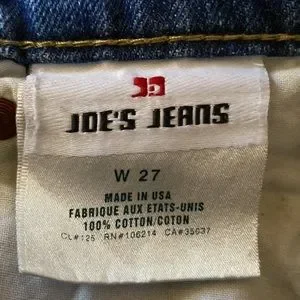 JOE'S JEANS
W 27
MADE IN USA
FABRIQUE AUX ETATS-UNIS
100% COTTON/COTON
CL#125 RN#106214 CA#35637